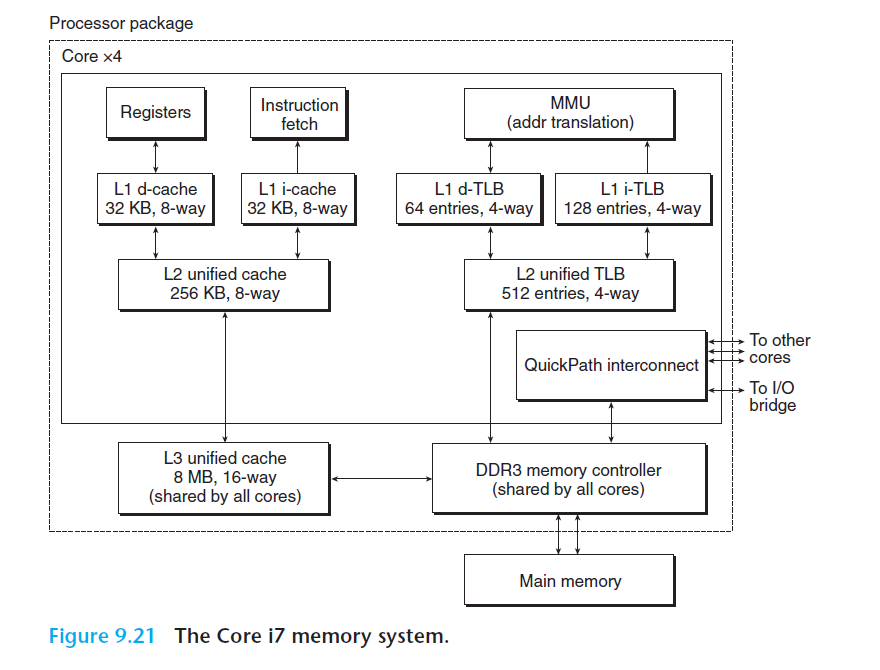 Processor package
Core ×4
Registers
Instruction
fetch
MMU
(addr translation)
L1 d-cache
32 KB, 8-way
L1 i-cache
32 KB, 8-way
L1 d-TLB
64 entries, 4-way
L1 i-TLB
128 entries, 4-way
L2 unified cache
256 KB, 8-way
L2 unified TLB
512 entries, 4-way
QuickPath interconnect
To other
cores
To I/O
bridge
L3 unified cache
8 MB, 16-way
(shared by all cores)
DDR3 memory controller
(shared by all cores)
Main memory
Figure 9.21 The Core i7 memory system.